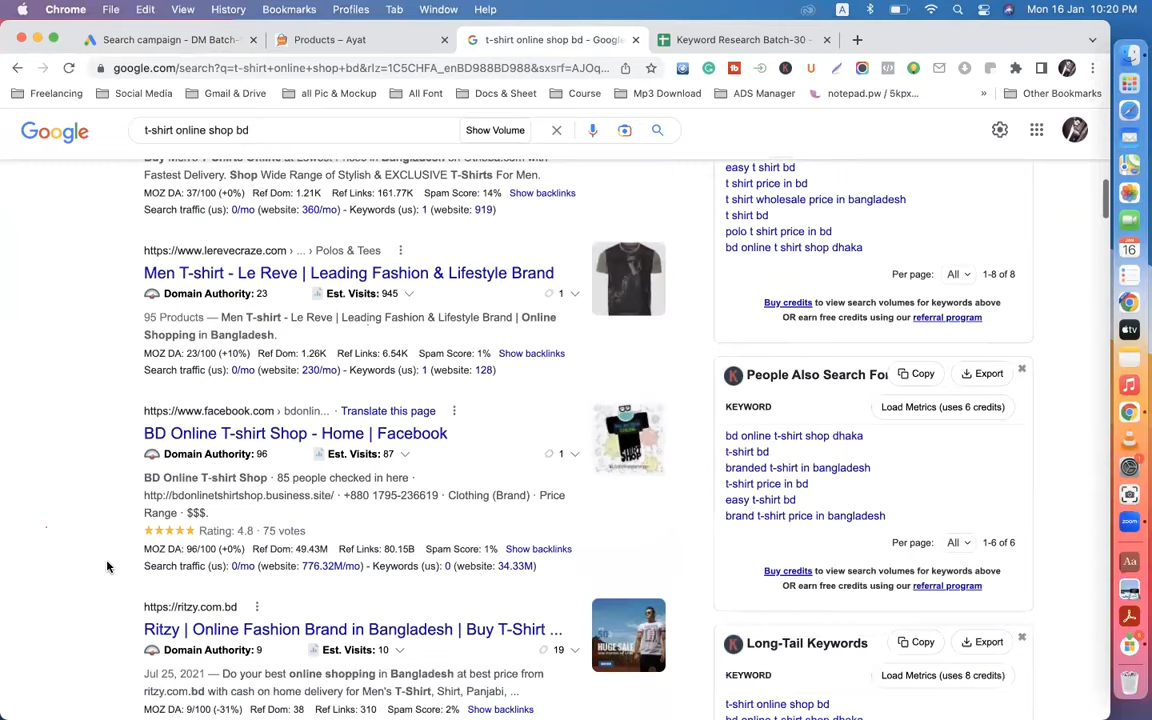 Chrome File Edit View History Bookmarks Profiles Tab Window Help
A Mon 16 Jan 10:20 PM
Search campaign - DM Batch-
Products – Ayat
t-shirt online shop bd - Google
Keyword Research Batch-30 -
google.com/search?q=t-shirt+online+shop+bd&rlz=1C5CHFA_enBD988BD988&sxsrf=AJOq...
Freelancing Social Media Gmail & Drive all Pic & Mockup All Font Docs & Sheet Course Mp3 Download ADS Manager notepad.pw / 5kpx... » Other Bookmarks
Google
t-shirt online shop bd
Show Volume
Buy Men's T-Shirts Online at Lowest Prices in Bangladesh on Othoba.com with
Fastest Delivery. Shop Wide Range of Stylish & EXCLUSIVE T-Shirts For Men.
MOZ DA: 37/100 (+0%) Ref Dom: 1.21K Ref Links: 161.77K Spam Score: 14% Show backlinks
Search traffic (us): 0/mo (website: 360/mo) - Keywords (us): 1 (website: 919)
https://www.lerevecraze.com › ... › Polos & Tees
Men T-shirt - Le Reve | Leading Fashion & Lifestyle Brand
Domain Authority: 23 Est. Visits: 945 1
95 Products — Men T-shirt - Le Reve | Leading Fashion & Lifestyle Brand | Online
Shopping in Bangladesh.
MOZ DA: 23/100 (+10%) Ref Dom: 1.26K Ref Links: 6.54K Spam Score: 1% Show backlinks
Search traffic (us): 0/mo (website: 230/mo) - Keywords (us): 1 (website: 128)
https://www.facebook.com › bdonlin... · Translate this page
BD Online T-shirt Shop - Home | Facebook
Domain Authority: 96 Est. Visits: 87 1
BD Online T-shirt Shop · 85 people checked in here ·
http://bdonlinetshirtshop.business.site/ · +880 1795-236619 · Clothing (Brand) · Price
Range · $$$.
Rating: 4.8 · 75 votes
MOZ DA: 96/100 (+0%) Ref Dom: 49.43M Ref Links: 80.15B Spam Score: 1% Show backlinks
Search traffic (us): 0/mo (website: 776.32M/mo) - Keywords (us): 0 (website: 34.33M)
https://ritzy.com.bd
Ritzy | Online Fashion Brand in Bangladesh | Buy T-Shirt ...
Domain Authority: 9 Est. Visits: 10 19
Jul 25, 2021 — Do your best online shopping in Bangladesh at best price from
ritzy.com.bd with cash on home delivery for Men's T-Shirt, Shirt, Panjabi, ...
MOZ DA: 9/100 (-31%) Ref Dom: 38 Ref Links: 310 Spam Score: 2% Show backlinks
HUGE SALE
easy t shirt bd
t shirt price in bd
t shirt wholesale price in bangladesh
t shirt bd
polo t shirt price in bd
bd online t shirt shop dhaka
Per page: All 1-8 of 8
Buy credits to view search volumes for keywords above
OR earn free credits using our referral program
People Also Search For Copy Export
KEYWORD Load Metrics (uses 6 credits)
bd online t-shirt shop dhaka
t-shirt bd
branded t-shirt in bangladesh
t-shirt price in bd
easy t-shirt bd
brand t-shirt price in bangladesh
Per page: All 1-6 of 6
Buy credits to view search volumes for keywords above
OR earn free credits using our referral program
Long-Tail Keywords Copy Export
KEYWORD Load Metrics (uses 8 credits)
t-shirt online shop bd
bd online t-shirt shop dhaka
JAN
16
tv
zoom
Aa